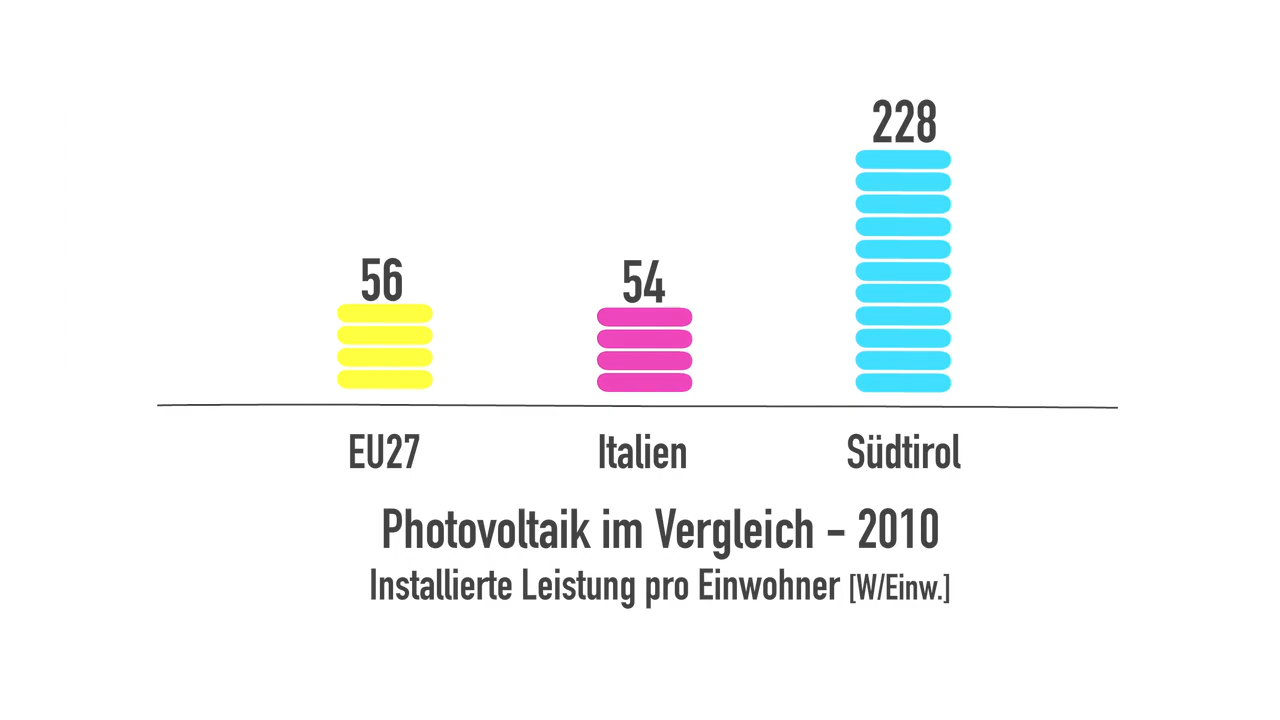 228
56
54
EU27
Italien
Südtirol
Photovoltaik im Vergleich - 2010
Installierte Leistung pro Einwohner [W/Einw.]